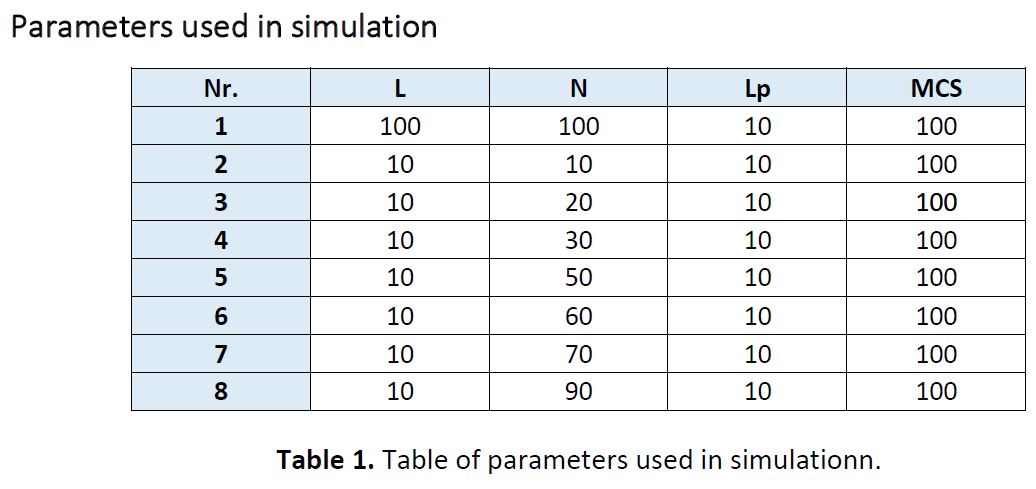 Parameters used in simulation
Nr. L N Lp MCS
1 100 100 10 100
2 10 10 10 100
3 10 20 10 100
4 10 30 10 100
5 10 50 10 100
6 10 60 10 100
7 10 70 10 100
8 10 90 10 100
Table 1. Table of parameters used in simulationn.